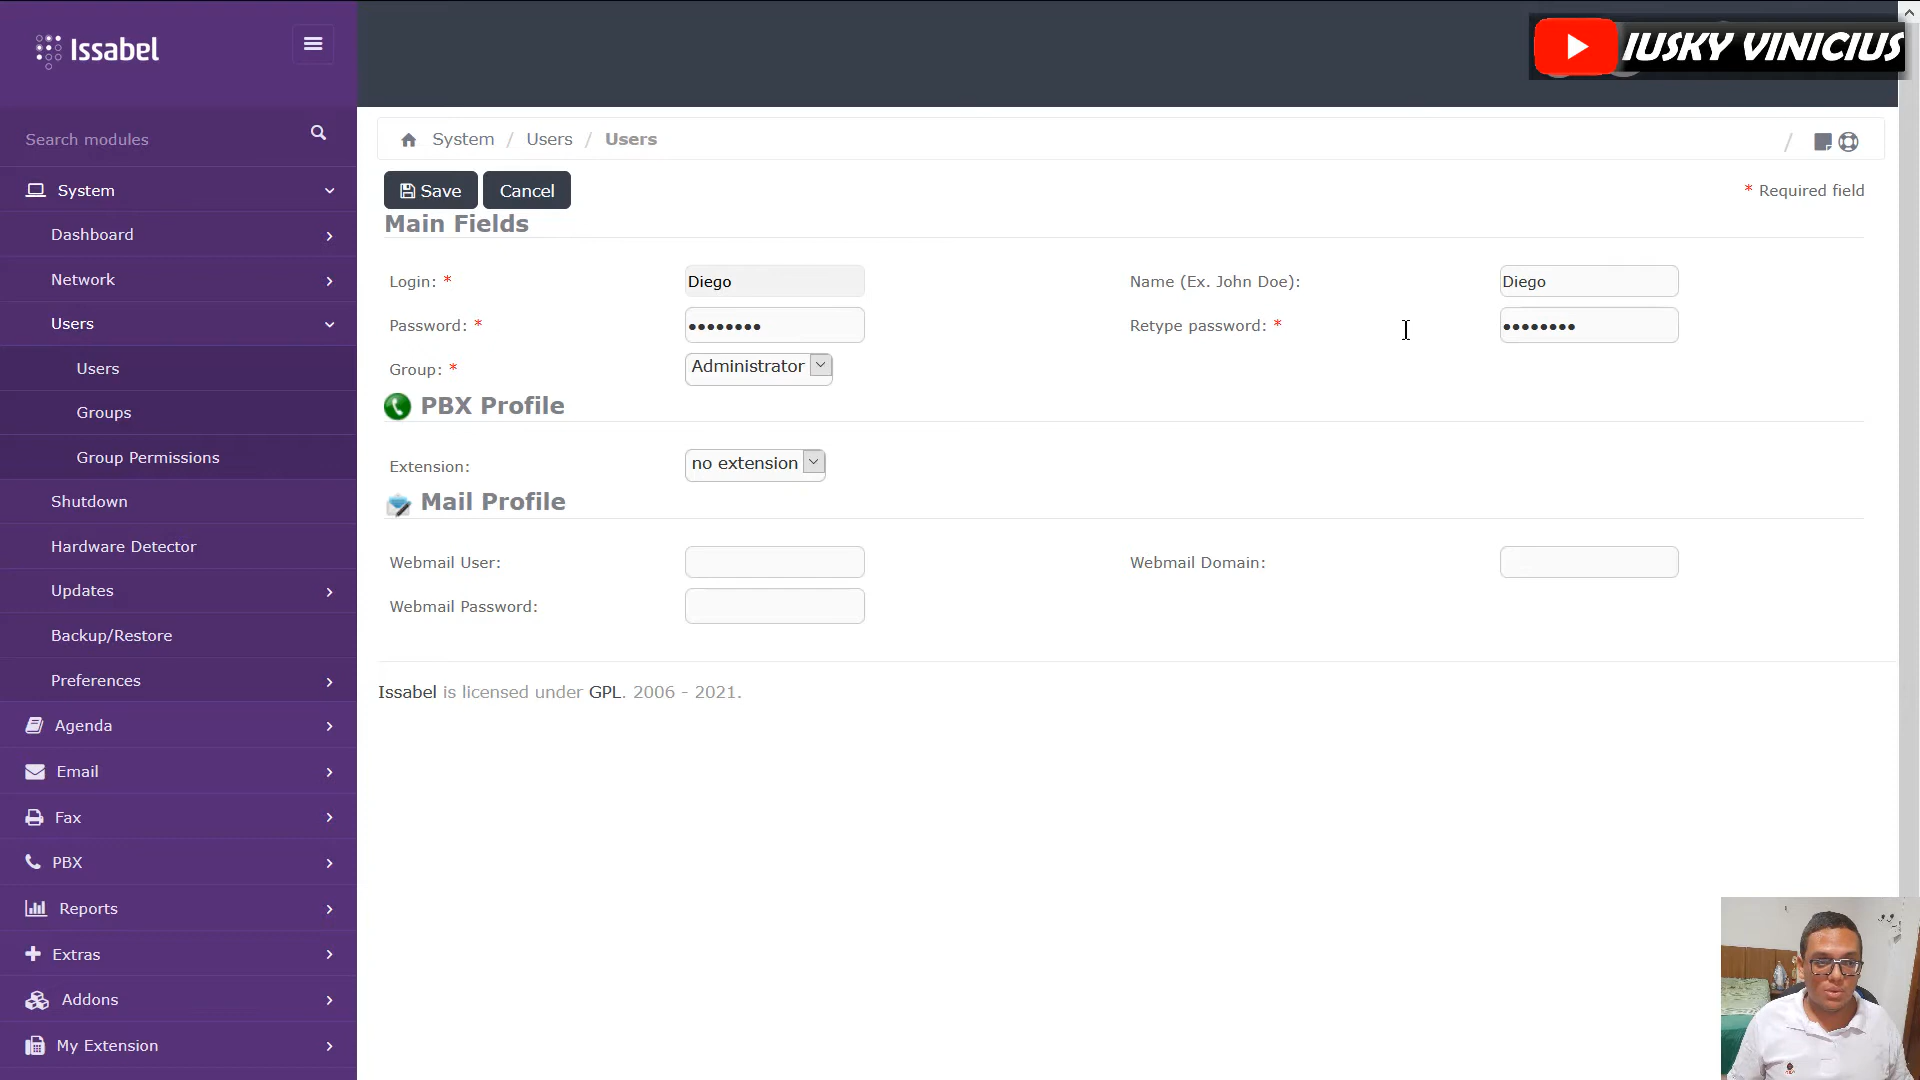 Issabel
IUSKY VINICIUS
Search modules
System
Dashboard
Network
Users
Users
Groups
Group Permissions
Shutdown
Hardware Detector
Updates
Backup/Restore
Preferences
Agenda
Email
Fax
PBX
Reports
Extras
Addons
My Extension
System / Users / Users /
Save Cancel * Required field
Main Fields
Login: * Diego Name (Ex. John Doe): Diego
Password: * •••••••• Retype password: * ••••••••
Group: * Administrator
PBX Profile
Extension: no extension
Mail Profile
Webmail User: Webmail Domain:
Webmail Password:
Issabel is licensed under GPL. 2006 - 2021.